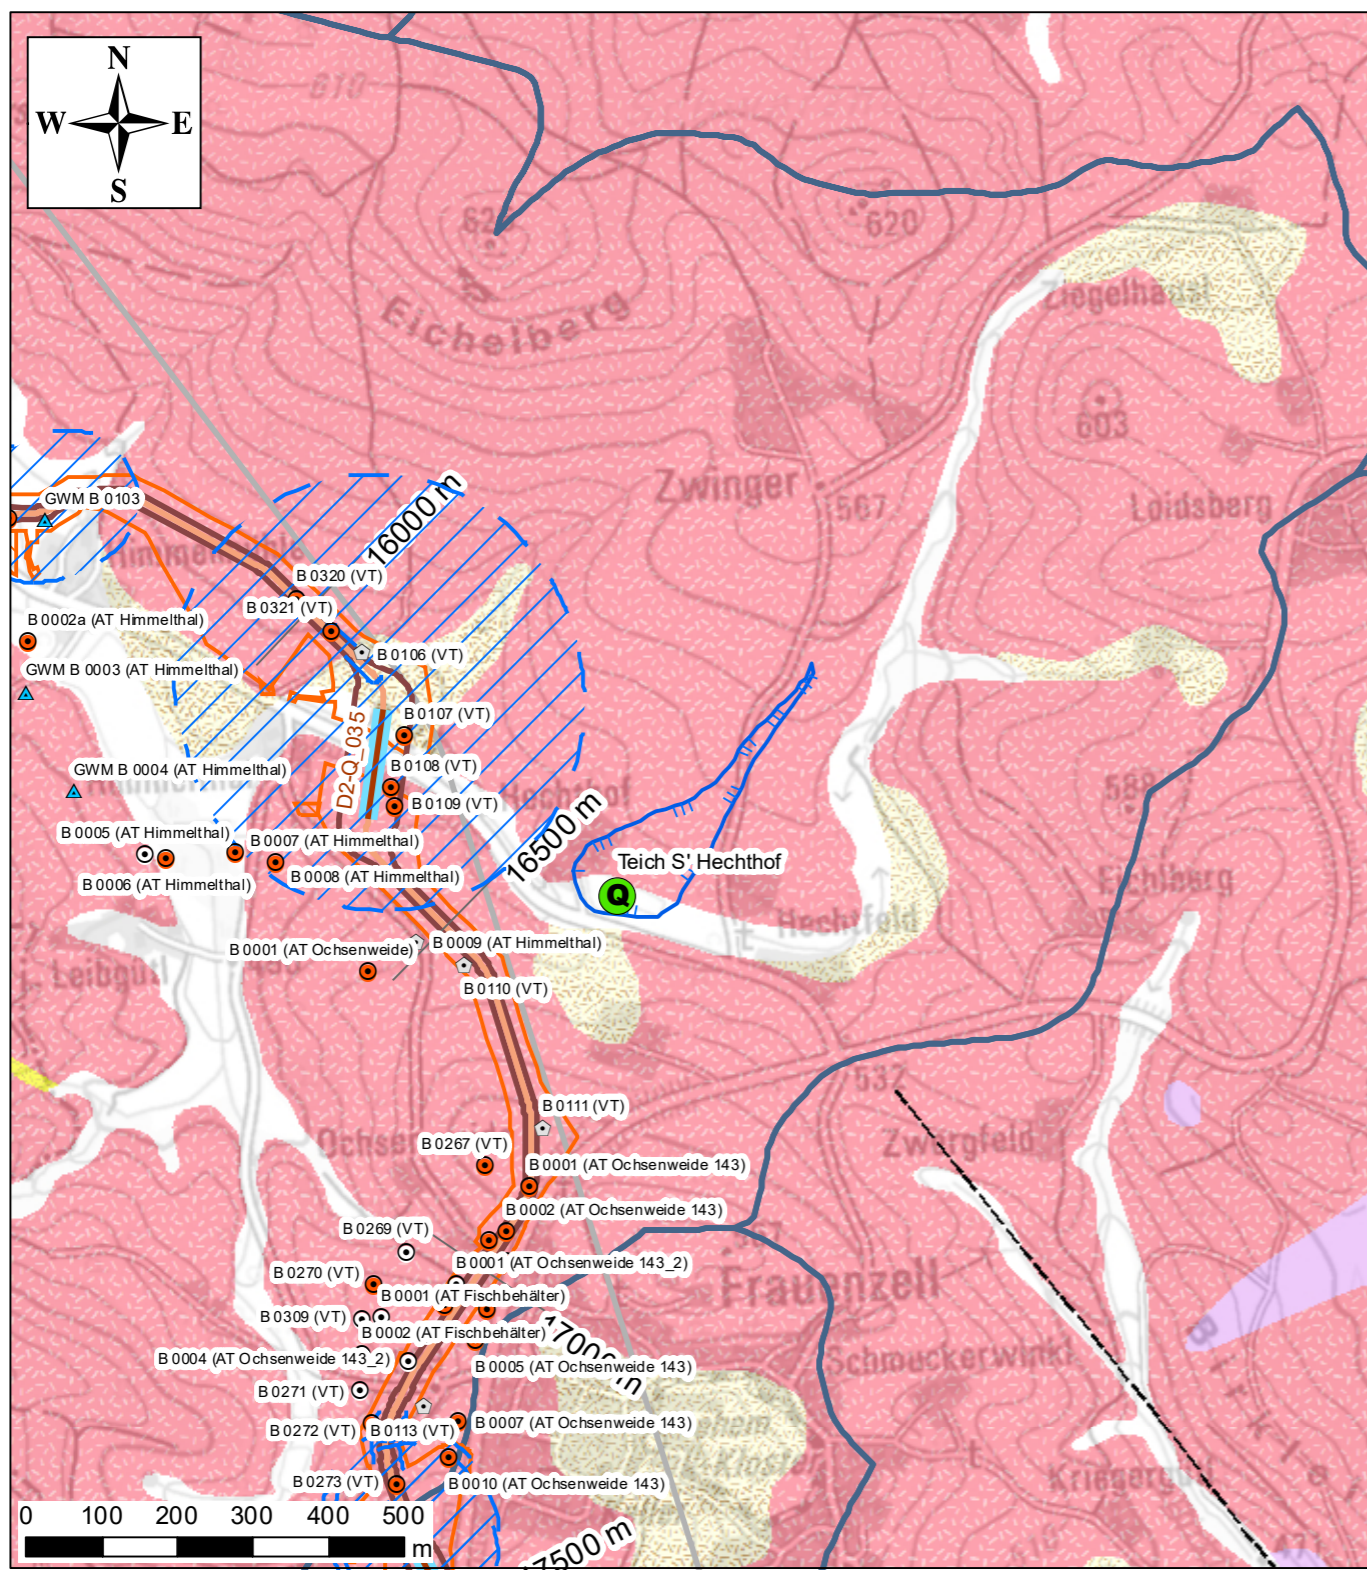 N
W E
S
610
620
Ziegelhäusl
Eichelberg
603
Zwinger
Loidsberg
16000 m
GWM B 0103
B 0320 (VT)
B 0321 (VT)
B 0002a (AT Himmelthal)
B 0106 (VT)
GWM B 0003 (AT Himmelthal)
B 0107 (VT)
D2-Q_035
GWM B 0004 (AT Himmelthal)
B 0108 (VT)
B 0109 (VT)
16500 m
B 0005 (AT Himmelthal)
B 0007 (AT Himmelthal)
Teich S' Hechthof
Q
B 0008 (AT Himmelthal)
B 0006 (AT Himmelthal)
Hechtfeld
B 0001 (AT Ochsenweide)
B 0009 (AT Himmelthal)
B 0110 (VT)
537
B 0111 (VT)
B 0267 (VT)
B 0001 (AT Ochsenweide 143)
B 0002 (AT Ochsenweide 143)
B 0269 (VT)
B 0001 (AT Ochsenweide 143_2)
B 0270 (VT)
Frauenzell
B 0001 (AT Fischbehälter)
B 0309 (VT)
B 0002 (AT Fischbehälter)
17000 m
B 0004 (AT Ochsenweide 143_2)
B 0005 (AT Ochsenweide 143)
B 0271 (VT)
B 0272 (VT)
B 0113 (VT)
B 0007 (AT Ochsenweide 143)
B 0273 (VT)
B 0010 (AT Ochsenweide 143)
0 100 200 300 400 500
m
17500 m